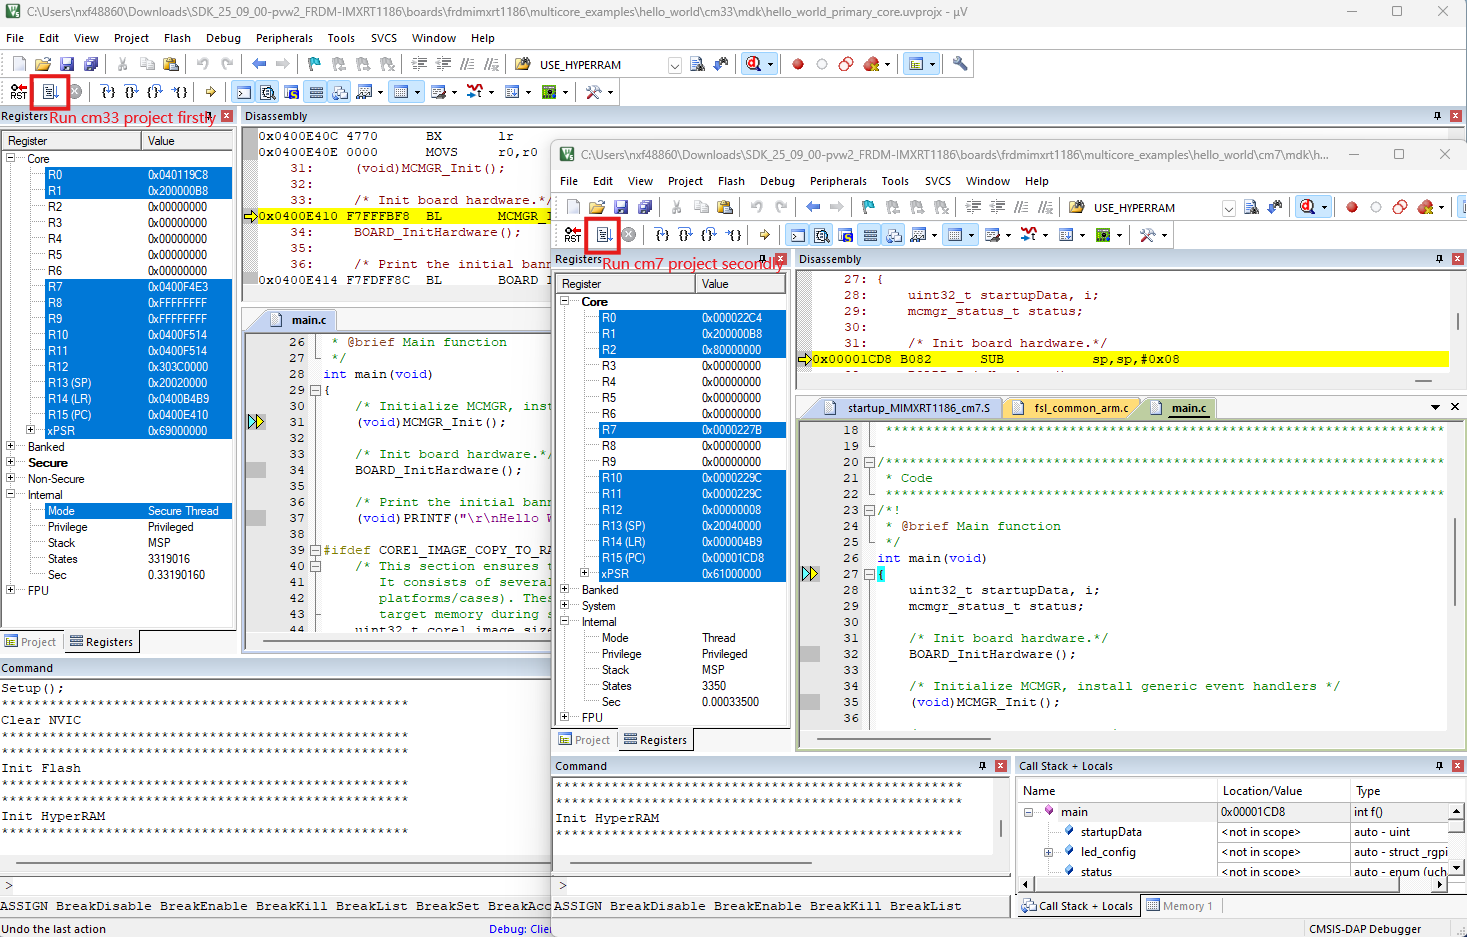 C:\Users\nxf48860\Downloads\SDK_25_09_00-pvw2_FRDM-IMXRT1186\boards\frdmimxrt1186\multicore_examples\hello_world\cm33\mdk\hello_world_primary_core.uvprojx - µV
File Edit View Project Flash Debug Peripherals Tools SVCS Window Help
USE_HYPERRAM
RST
Registers
Run cm33 project firstly
Register Value
Core
R0 0x040119C8
R1 0x200000B8
R2 0x00000000
R3 0x00000000
R4 0x00000000
R5 0x00000000
R6 0x00000000
R7 0x0400F4E3
R8 0xFFFFFFFF
R9 0xFFFFFFFF
R10 0x0400F514
R11 0x0400F514
R12 0x303C0000
R13 (SP) 0x20020000
R14 (LR) 0x0400B4B9
R15 (PC) 0x0400E410
xPSR 0x69000000
Banked
Secure
Non-Secure
Internal
Mode Secure Thread
Privilege Privileged
Stack MSP
States 3319016
Sec 0.33190160
FPU
Project Registers
Disassembly
0x0400E40C 4770 BX lr
0x0400E40E 0000 MOVS r0,r0
31: (void)MCMGR_Init();
32:
33: /* Init board hardware.*/
0x0400E410 F7FFFBF8 BL MCMGR_I
34: BOARD_InitHardware();
35:
36: /* Print the initial bann
0x0400E414 F7FDFF8C BL BOARD_I
main.c
26 * @brief Main function
27 */
28 int main(void)
29 {
30 /* Initialize MCMGR, inst
31 (void)MCMGR_Init();
32
33 /* Init board hardware.*/
34 BOARD_InitHardware();
35
36 /* Print the initial bann
37 (void)PRINTF("\r\nHello W
38
39 #ifdef CORE1_IMAGE_COPY_TO_RA
40 /* This section ensures t
41 It consists of several
42 platforms/cases). Thes
43 target memory during s
44 uint32_t core1_image_size
Command
Setup();
***************************************************
Clear NVIC
***************************************************
***************************************************
Init Flash
***************************************************
***************************************************
Init HyperRAM
***************************************************
>
ASSIGN BreakDisable BreakEnable BreakKill BreakList BreakSet BreakAcc
Undo the last action
Debug: Clie
C:\Users\nxf48860\Downloads\SDK_25_09_00-pvw2_FRDM-IMXRT1186\boards\frdmimxrt1186\multicore_examples\hello_world\cm7\mdk\h...
File Edit View Project Flash Debug Peripherals Tools SVCS Window Help
USE_HYPERRAM
RST
Registers
Run cm7 project secondly
Register Value
Core
R0 0x000022C4
R1 0x200000B8
R2 0x80000000
R3 0x00000000
R4 0x00000000
R5 0x00000000
R6 0x00000000
R7 0x0000227B
R8 0x00000000
R9 0x00000000
R10 0x0000229C
R11 0x0000229C
R12 0x00000008
R13 (SP) 0x20040000
R14 (LR) 0x000004B9
R15 (PC) 0x00001CD8
xPSR 0x61000000
Banked
System
Internal
Mode Thread
Privilege Privileged
Stack MSP
States 3350
Sec 0.00033500
FPU
Project Registers
Disassembly
27: {
28: uint32_t startupData, i;
29: mcmgr_status_t status;
30:
31: /* Init board hardware.*/
0x00001CD8 B082 SUB sp,sp,#0x08
startup_MIMXRT1186_cm7.S fsl_common_arm.c main.c
18 **********************************************************************
19
20 /**********************************************************************
21 * Code
22 **********************************************************************
23 /*!
24 * @brief Main function
25 */
26 int main(void)
27 {
28 uint32_t startupData, i;
29 mcmgr_status_t status;
30
31 /* Init board hardware.*/
32 BOARD_InitHardware();
33
34 /* Initialize MCMGR, install generic event handlers */
35 (void)MCMGR_Init();
36
Command
***************************************************
***************************************************
Init HyperRAM
***************************************************
>
ASSIGN BreakDisable BreakEnable BreakKill BreakList
Call Stack + Locals
Name Location/Value Type
main 0x00001CD8 int f()
startupData <not in scope> auto - uint
led_config <not in scope> auto - struct _rgpi
status <not in scope> auto - enum (uch
Call Stack + Locals Memory 1
CMSIS-DAP Debugger